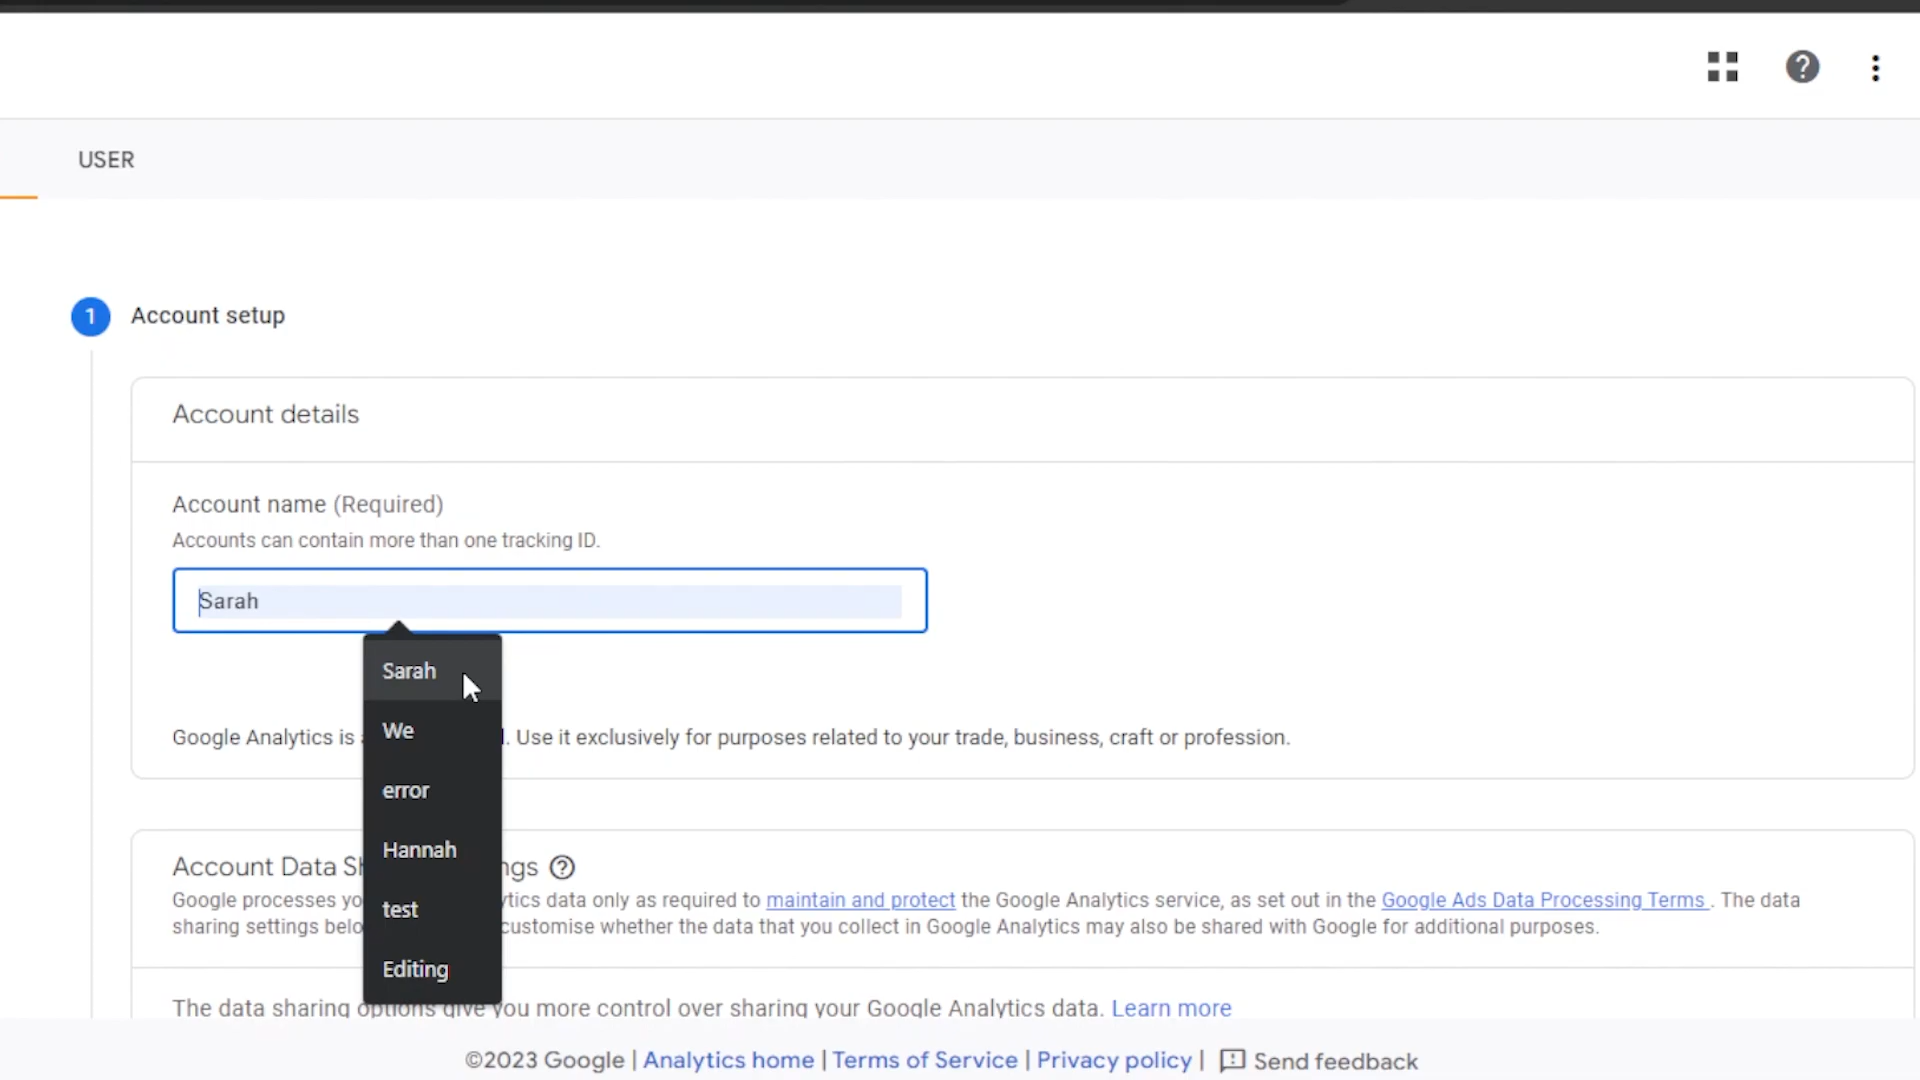 USER
1 Account setup
Account details
Account name (Required)
Accounts can contain more than one tracking ID.
Sarah
Sarah
We
Google Analytics is . Use it exclusively for purposes related to your trade, business, craft or profession.
error
Hannah
Account Data Sh ngs ?
Google processes yo ytics data only as required to maintain and protect the Google Analytics service, as set out in the Google Ads Data Processing Terms . The data
test
sharing settings belo customise whether the data that you collect in Google Analytics may also be shared with Google for additional purposes.
Editing
The data sharing options give you more control over sharing your Google Analytics data. Learn more
©2023 Google | Analytics home | Terms of Service | Privacy policy | Send feedback